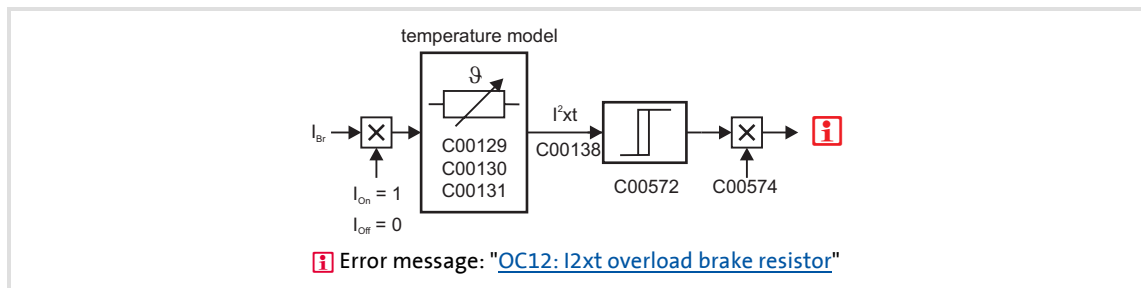 temperature model
ϑ
I²xt
I_Br
C00129
C00138
C00130
C00131
C00572
C00574
I_On = 1
I_Off = 0
i
i Error message: "OC12: I2xt overload brake resistor"